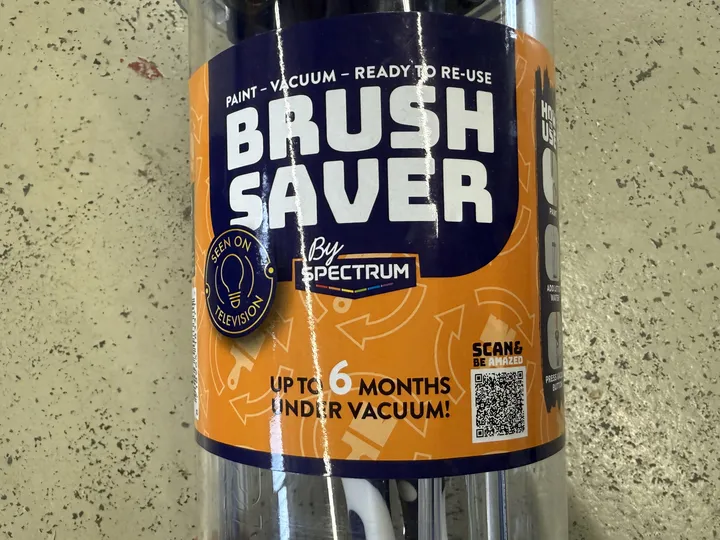 PAINT – VACUUM – READY TO RE-USE
BRUSH
SAVER
By
SPECTRUM
SEEN ON
TELEVISION
UP TO 6 MONTHS
UNDER VACUUM!
SCAN&
BE AMAZED